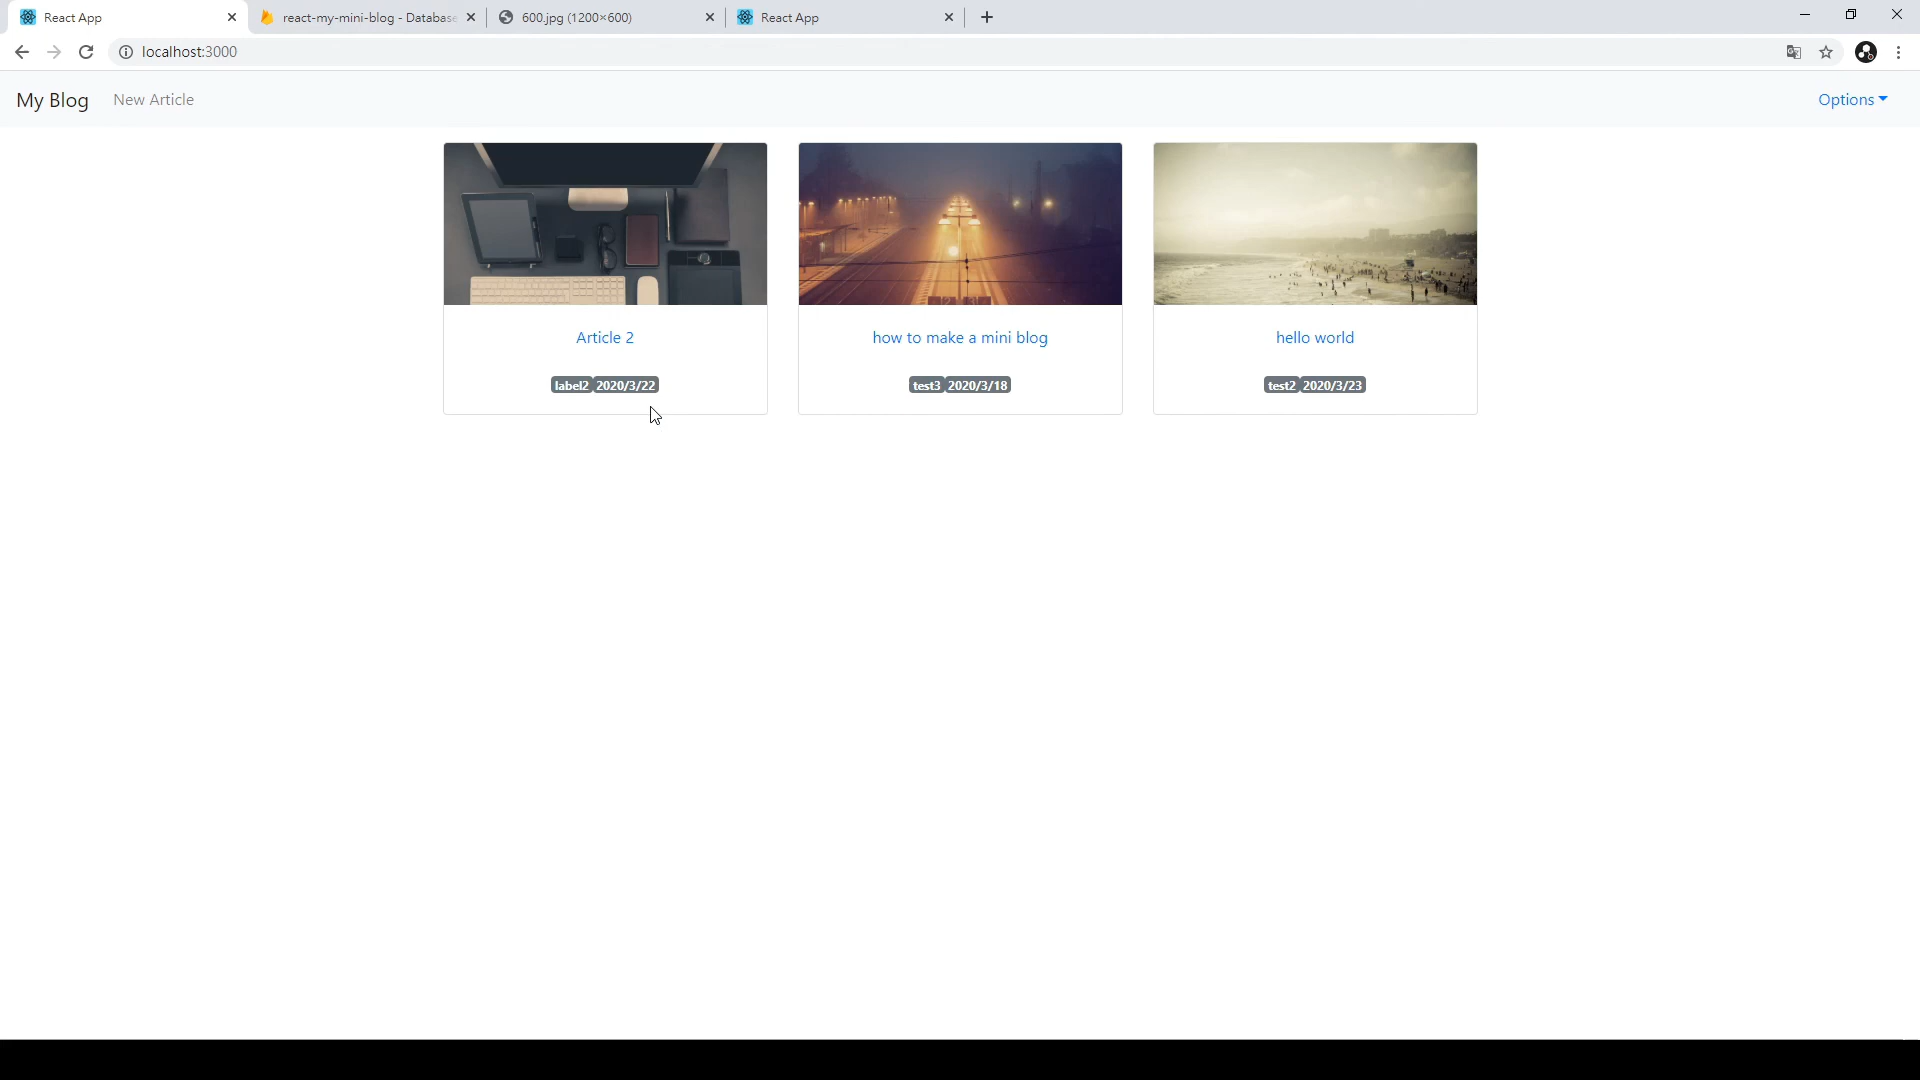 React App
react-my-mini-blog - Database
600.jpg (1200×600)
React App
localhost:3000
My Blog
New Article
Options
Article 2
label2 2020/3/22
how to make a mini blog
test3 2020/3/18
hello world
test2 2020/3/23